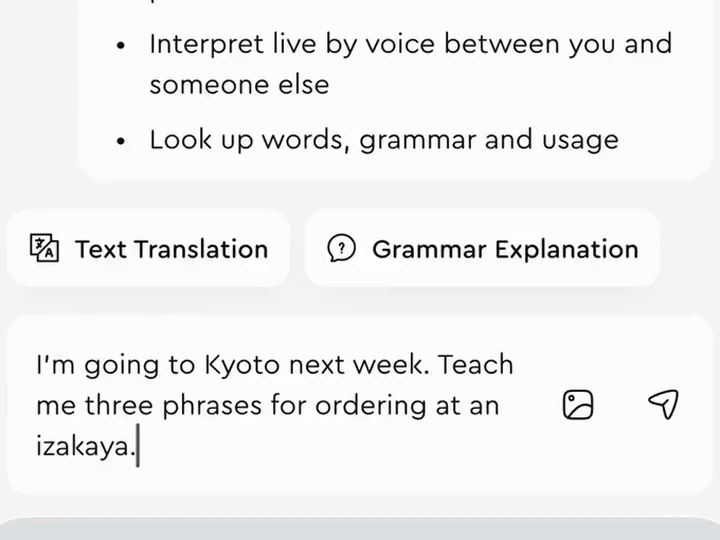 Interpret live by voice between you and
someone else
Look up words, grammar and usage
Text Translation
Grammar Explanation
I'm going to Kyoto next week. Teach
me three phrases for ordering at an
izakaya.